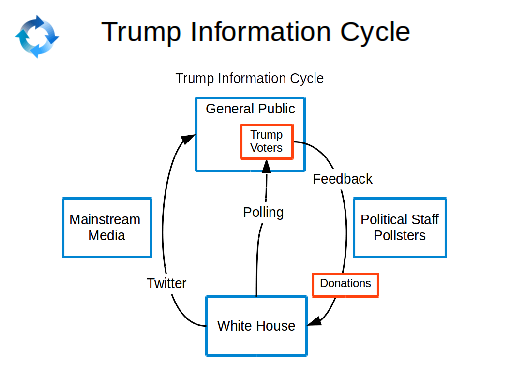 Trump Information Cycle
Trump Information Cycle
General Public
Trump
Voters
Feedback
Mainstream
Media
Polling
Political Staff
Pollsters
Twitter
Donations
White House